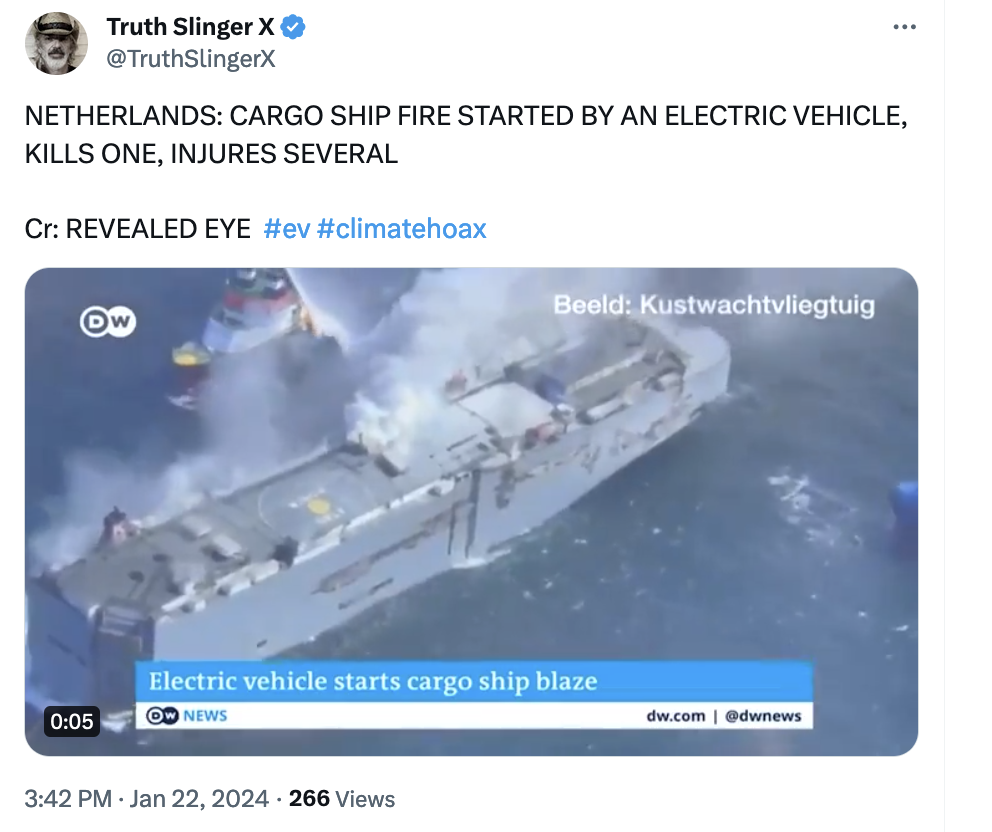 Truth Slinger X
@TruthSlingerX
NETHERLANDS: CARGO SHIP FIRE STARTED BY AN ELECTRIC VEHICLE,
KILLS ONE, INJURES SEVERAL
Cr: REVEALED EYE #ev #climatehoax
DW
Beeld: Kustwachtvliegtuig
Electric vehicle starts cargo ship blaze
0:05
DW NEWS
dw.com | @dwnews
3:42 PM · Jan 22, 2024 · 266 Views